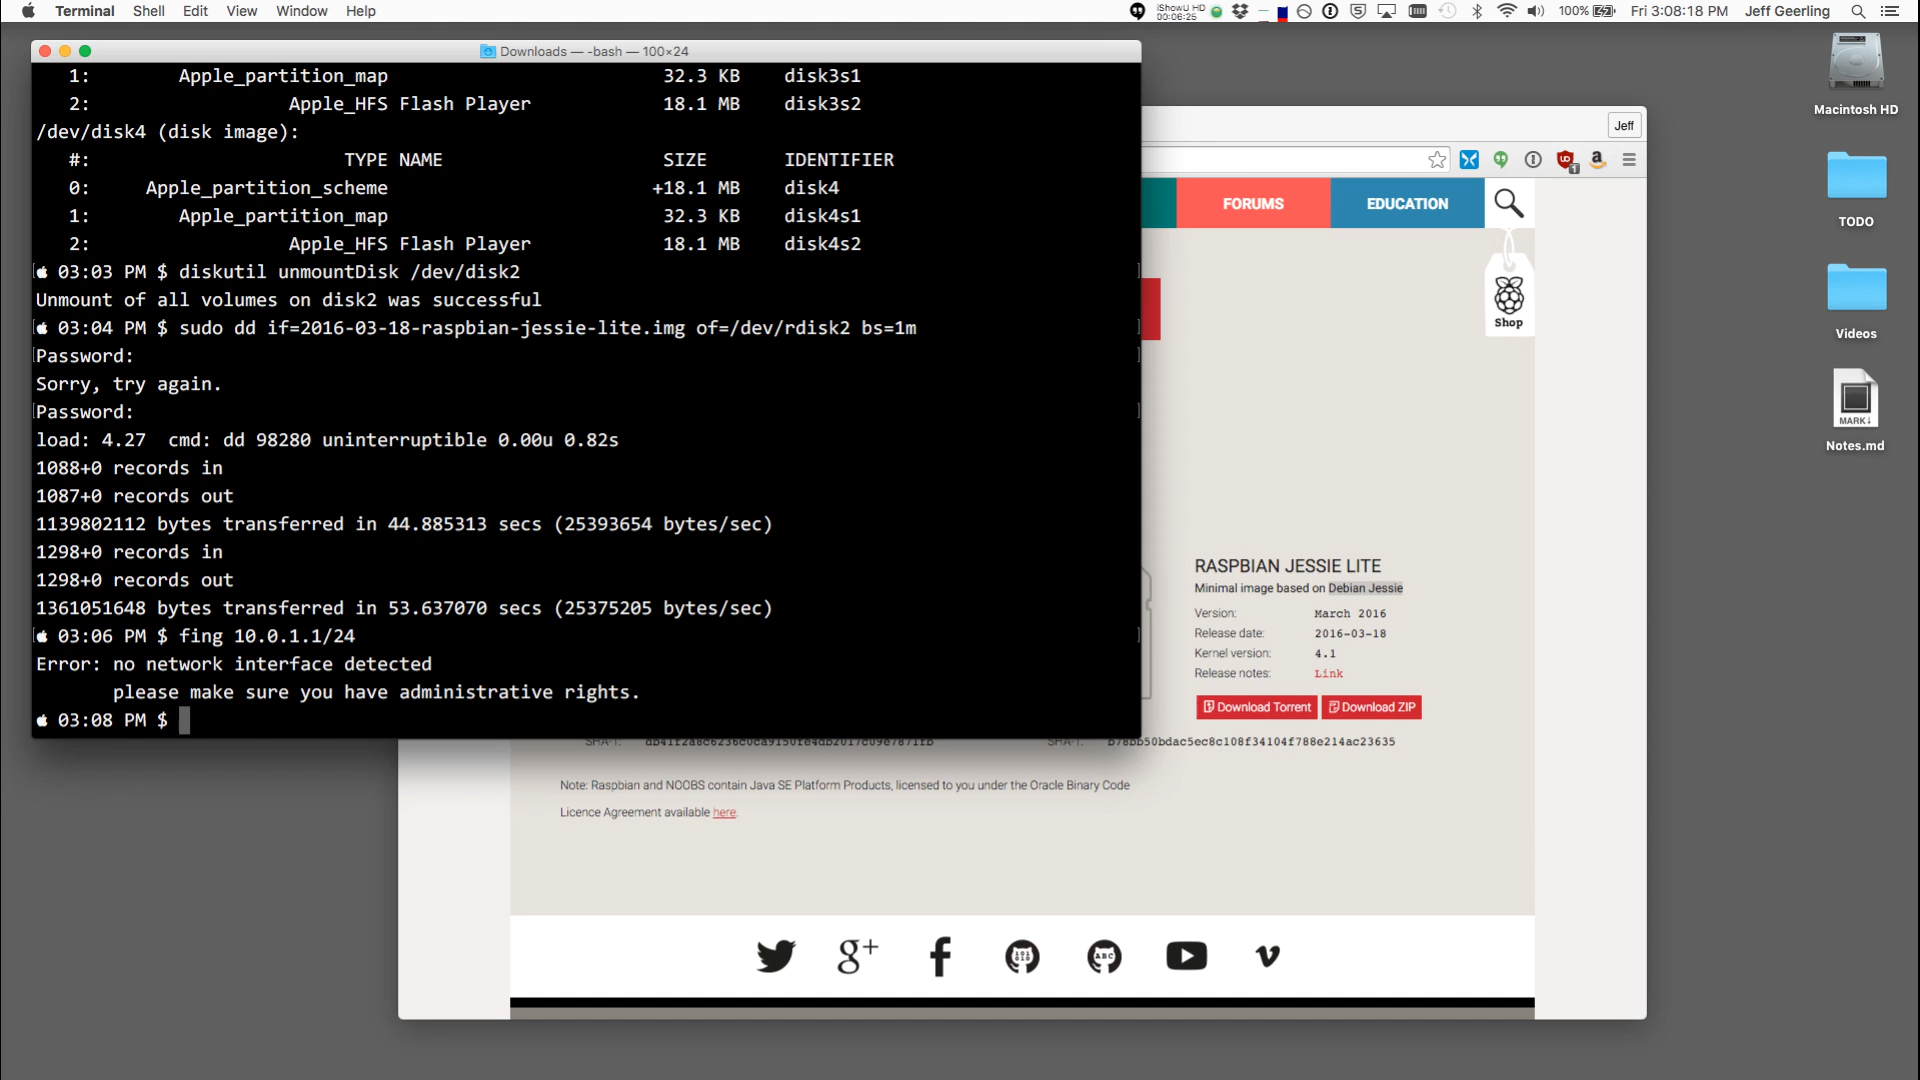 Terminal Shell Edit View Window Help
iShowU HD
00:06:25
100% Fri 3:08:18 PM Jeff Geerling
Downloads — -bash — 100×24
1: Apple_partition_map 32.3 KB disk3s1
2: Apple_HFS Flash Player 18.1 MB disk3s2
/dev/disk4 (disk image):
#: TYPE NAME SIZE IDENTIFIER
0: Apple_partition_scheme +18.1 MB disk4
1: Apple_partition_map 32.3 KB disk4s1
2: Apple_HFS Flash Player 18.1 MB disk4s2
03:03 PM $ diskutil unmountDisk /dev/disk2
Unmount of all volumes on disk2 was successful
03:04 PM $ sudo dd if=2016-03-18-raspbian-jessie-lite.img of=/dev/rdisk2 bs=1m
Password:
Sorry, try again.
Password:
load: 4.27 cmd: dd 98280 uninterruptible 0.00u 0.82s
1088+0 records in
1087+0 records out
1139802112 bytes transferred in 44.885313 secs (25393654 bytes/sec)
1298+0 records in
1298+0 records out
1361051648 bytes transferred in 53.637070 secs (25375205 bytes/sec)
03:06 PM $ fing 10.0.1.1/24
Error: no network interface detected
please make sure you have administrative rights.
03:08 PM $
Jeff
FORUMS EDUCATION
Shop
RASPBIAN JESSIE LITE
Minimal image based on Debian Jessie
Version: March 2016
Release date: 2016-03-18
Kernel version: 4.1
Release notes: Link
Download Torrent Download ZIP
b78bb50bdac5ec8c108f34104f788e214ac23635
Note: Raspbian and NOOBS contain Java SE Platform Products, licensed to you under the Oracle Binary Code
Licence Agreement available here.
Macintosh HD
TODO
Videos
MARK↓
Notes.md